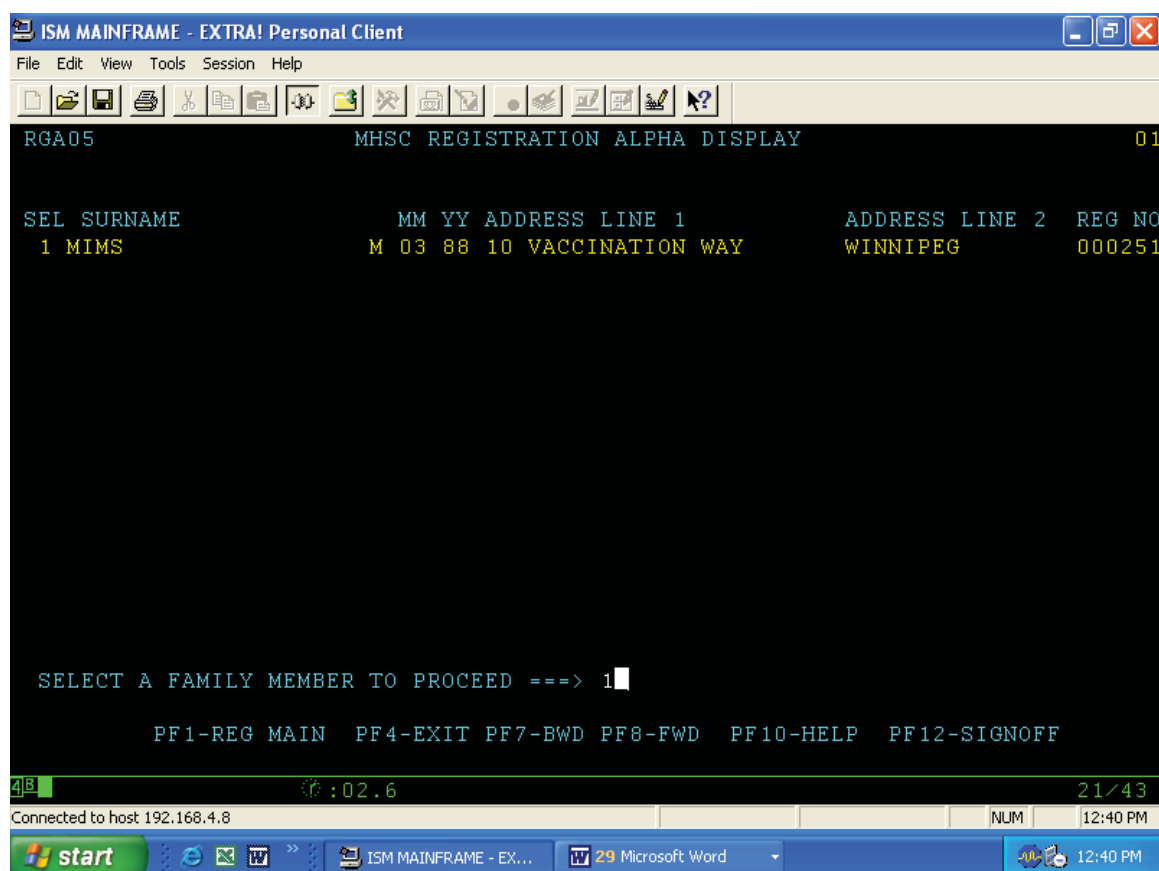 ISM MAINFRAME - EXTRA! Personal Client
File Edit View Tools Session Help
RGA05 MHSC REGISTRATION ALPHA DISPLAY 01
SEL SURNAME MM YY ADDRESS LINE 1 ADDRESS LINE 2 REG NO
1 MIMS M 03 88 10 VACCINATION WAY WINNIPEG 000251
SELECT A FAMILY MEMBER TO PROCEED ===> 1
PF1-REG MAIN PF4-EXIT PF7-BWD PF8-FWD PF10-HELP PF12-SIGNOFF
4B :02.6 21/43
Connected to host 192.168.4.8 NUM 12:40 PM
start » ISM MAINFRAME - EX... 29 Microsoft Word 12:40 PM